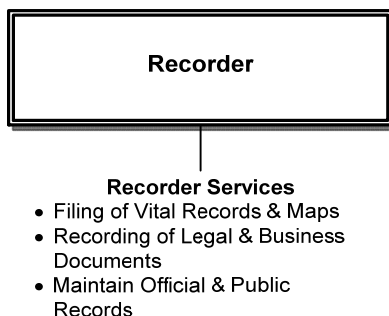 Recorder
Recorder Services
• Filing of Vital Records & Maps
• Recording of Legal & Business
Documents
• Maintain Official & Public
Records